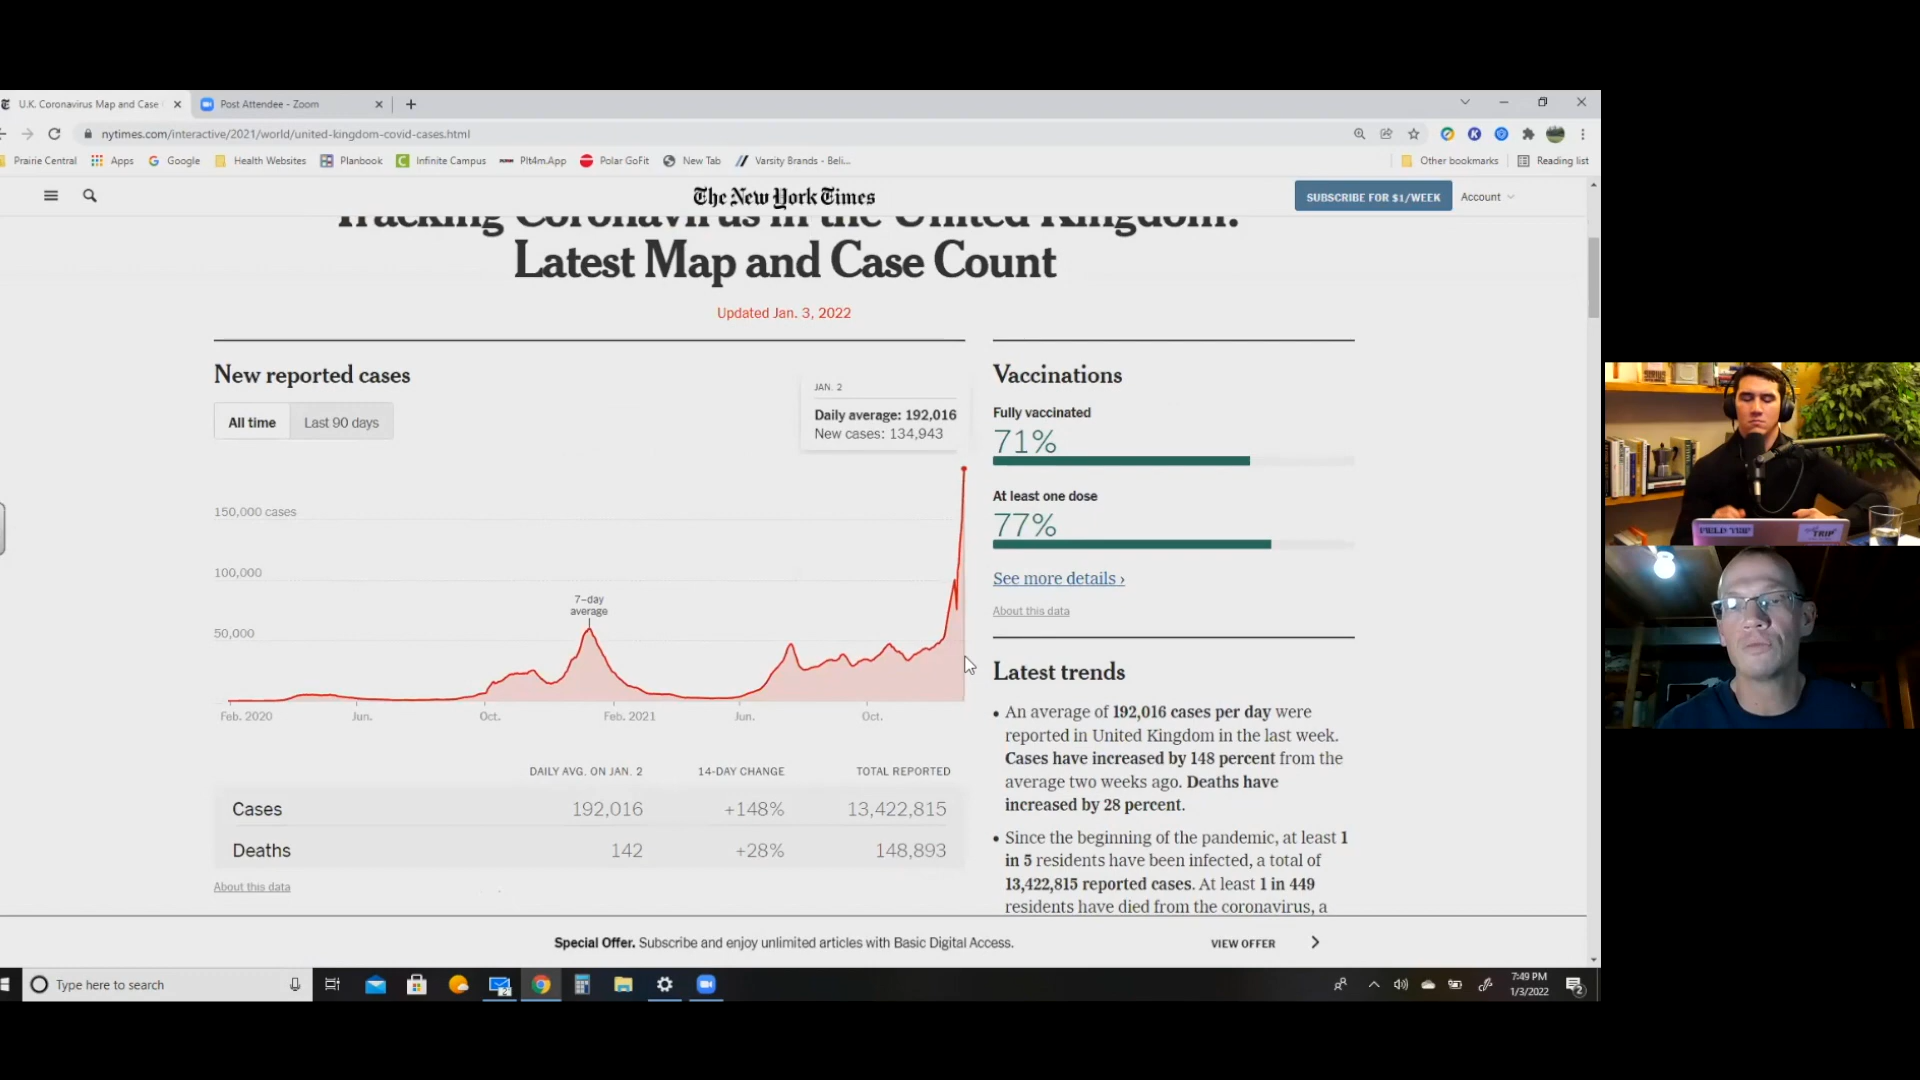 U.K. Coronavirus Map and Case
Post Attendee - Zoom
nytimes.com/interactive/2021/world/united-kingdom-covid-cases.html
Prairie Central
Apps
Google
Health Websites
Planbook
Infinite Campus
Plt4m.App
Polar GoFit
New Tab
Varsity Brands - Beli...
Other bookmarks
Reading list
The New York Times
SUBSCRIBE FOR $1/WEEK
Account
Tracking Coronavirus in the United Kingdom:
Latest Map and Case Count
Updated Jan. 3, 2022
New reported cases
All time
Last 90 days
JAN. 2
Daily average: 192,016
New cases: 134,943
150,000 cases
100,000
50,000
7–day
average
Feb. 2020
Jun.
Oct.
Feb. 2021
Jun.
Oct.
DAILY AVG. ON JAN. 2
14-DAY CHANGE
TOTAL REPORTED
Cases
192,016
+148%
13,422,815
Deaths
142
+28%
148,893
About this data
Vaccinations
Fully vaccinated
71%
At least one dose
77%
See more details ›
About this data
Latest trends
• An average of 192,016 cases per day were
reported in United Kingdom in the last week.
Cases have increased by 148 percent from the
average two weeks ago. Deaths have
increased by 28 percent.
• Since the beginning of the pandemic, at least 1
in 5 residents have been infected, a total of
13,422,815 reported cases. At least 1 in 449
residents have died from the coronavirus, a
Special Offer. Subscribe and enjoy unlimited articles with Basic Digital Access.
VIEW OFFER
Type here to search
7:49 PM
1/3/2022
2
FIELD TRIP
TRIP